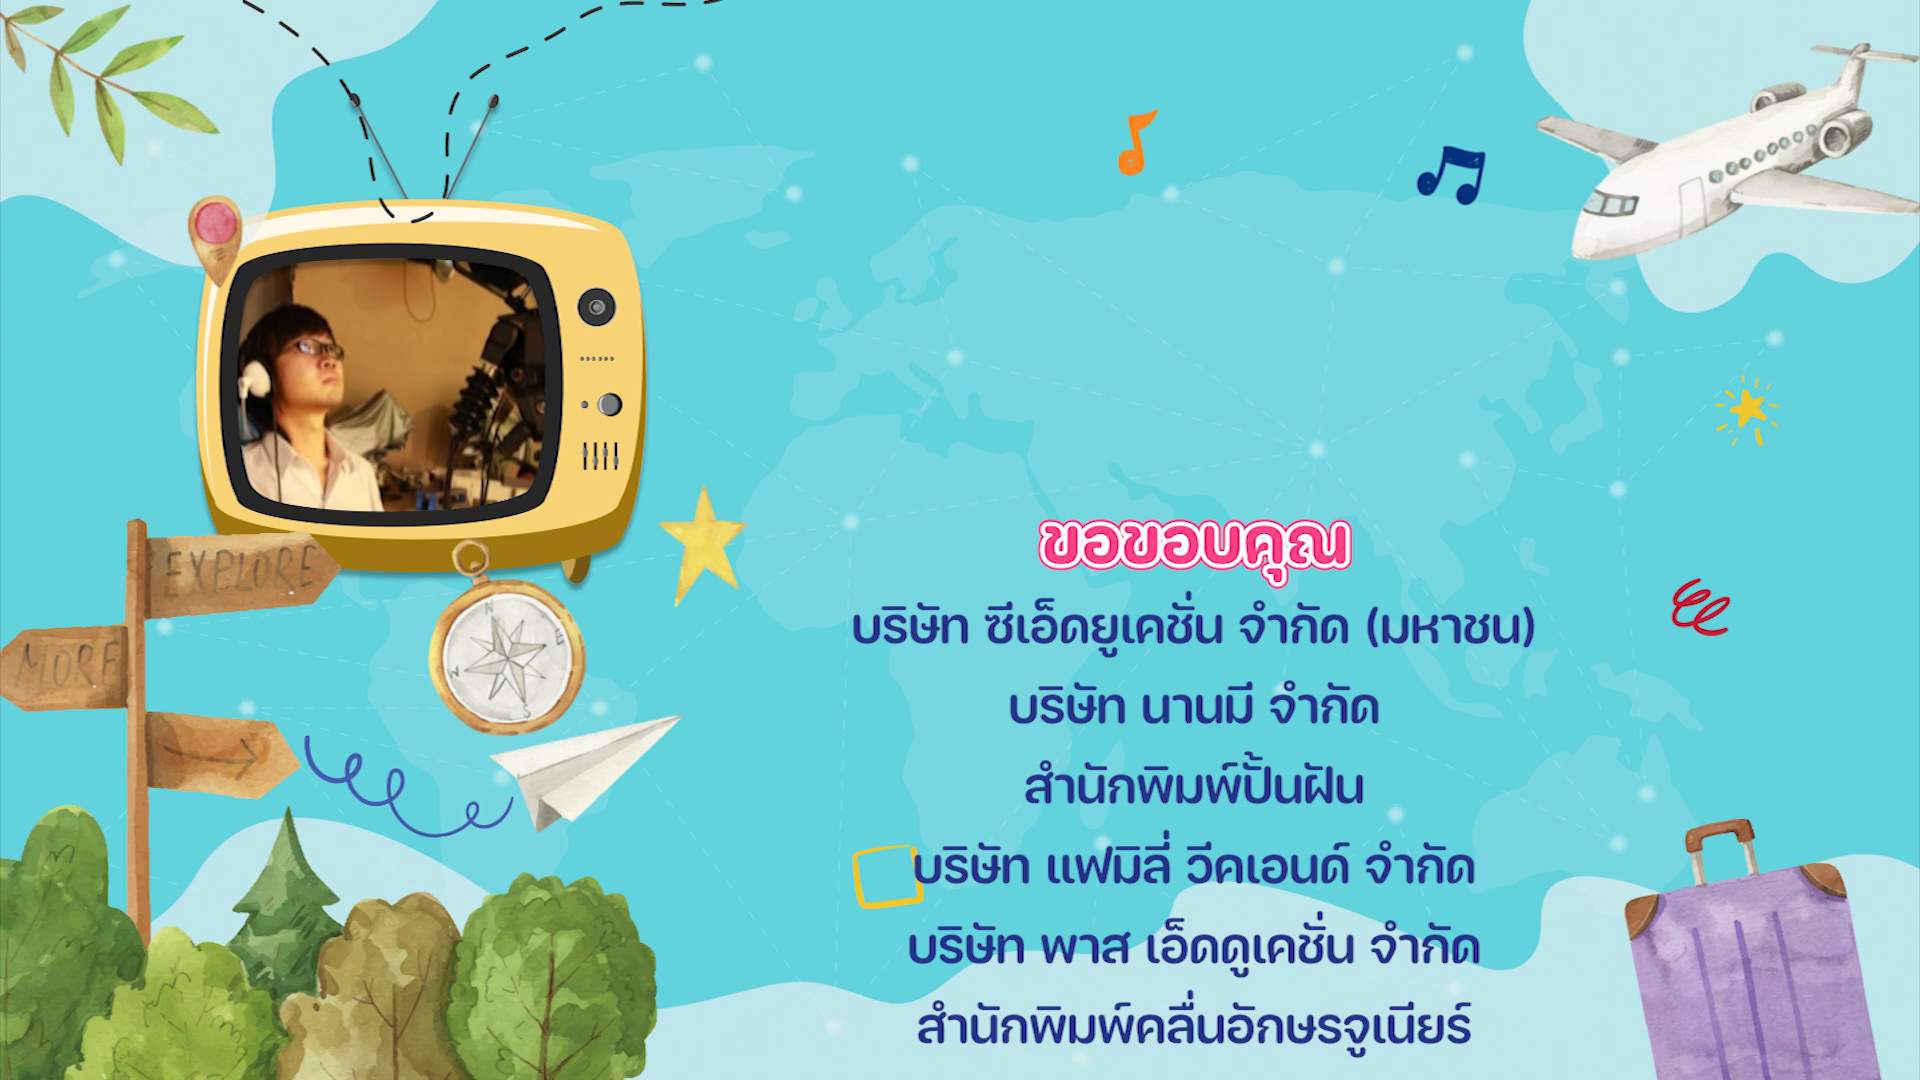 EXPLORE
MORE
N
E
W
S
ขอขอบคุณ
บริษัท ซีเอ็ดยูเคชั่น จำกัด (มหาชน)
บริษัท นานมี จำกัด
สำนักพิมพ์ปั้นฝัน
บริษัท แฟมิลี่ วีคเอนด์ จำกัด
บริษัท พาส เอ็ดดูเคชั่น จำกัด
สำนักพิมพ์คลื่นอักษรจูเนียร์